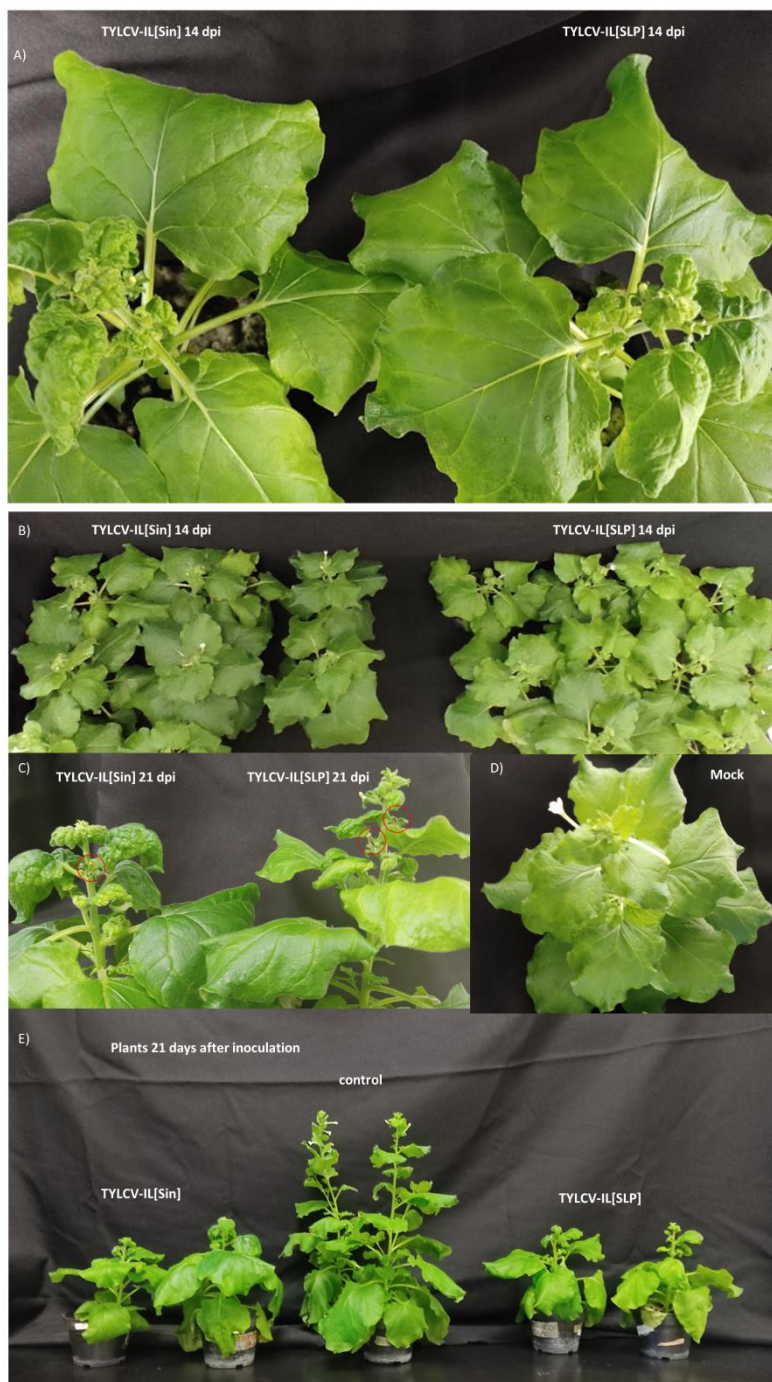 TYLCV-IL[Sin] 14 dpi
TYLCV-IL[SLP] 14 dpi
A)
B)
TYLCV-IL[Sin] 14 dpi
TYLCV-IL[SLP] 14 dpi
C)
TYLCV-IL[Sin] 21 dpi
TYLCV-IL[SLP] 21 dpi
D)
Mock
E)
Plants 21 days after inoculation
control
TYLCV-IL[Sin]
TYLCV-IL[SLP]